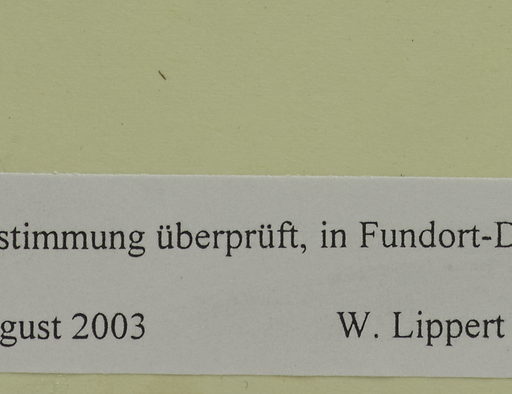 stimmung überprüft, in Fundort-D
gust 2003 W. Lippert